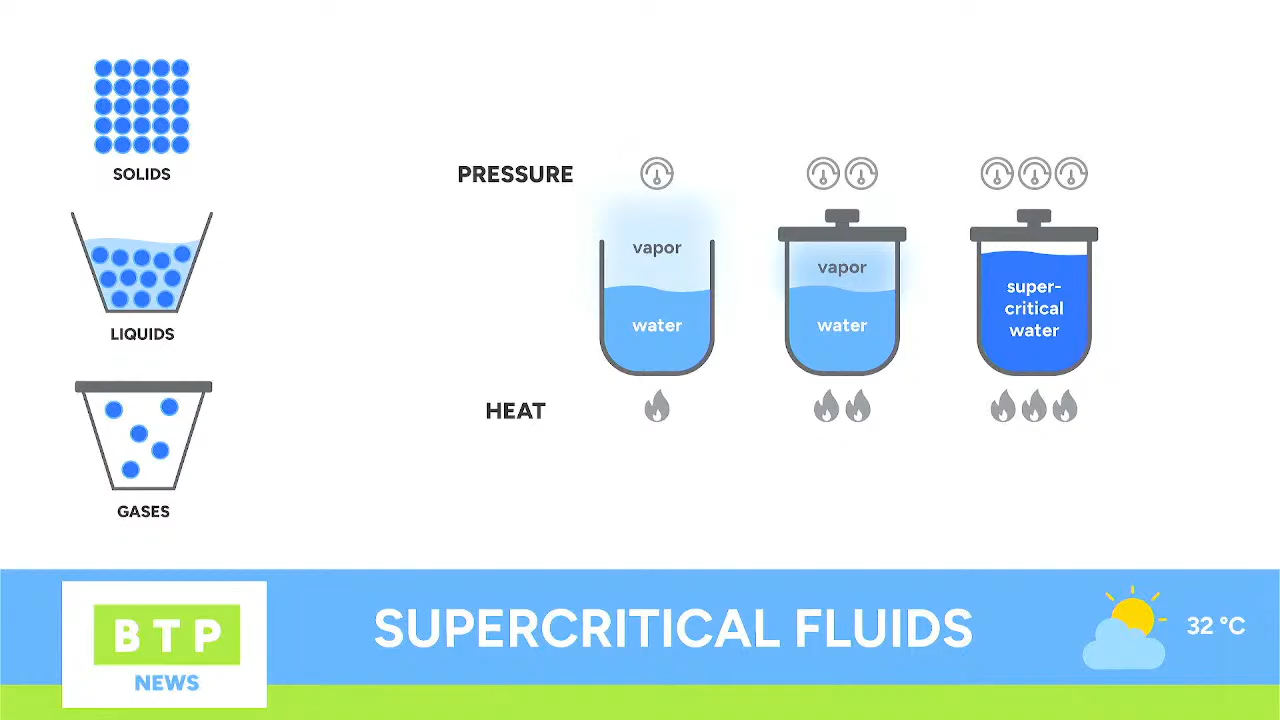 SOLIDS
LIQUIDS
GASES
PRESSURE
vapor
water
vapor
water
super-
critical
water
HEAT
BTP
NEWS
SUPERCRITICAL FLUIDS
32 °C